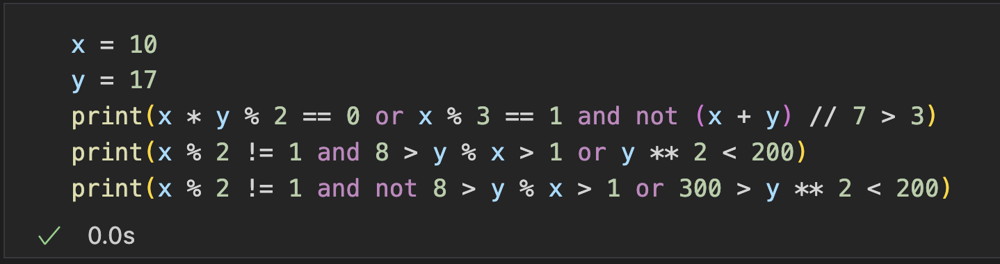 x = 10
y = 17
print(x * y % 2 == 0 or x % 3 == 1 and not (x + y) // 7 > 3)
print(x % 2 != 1 and 8 > y % x > 1 or y ** 2 < 200)
print(x % 2 != 1 and not 8 > y % x > 1 or 300 > y ** 2 < 200)
✓ 0.0s